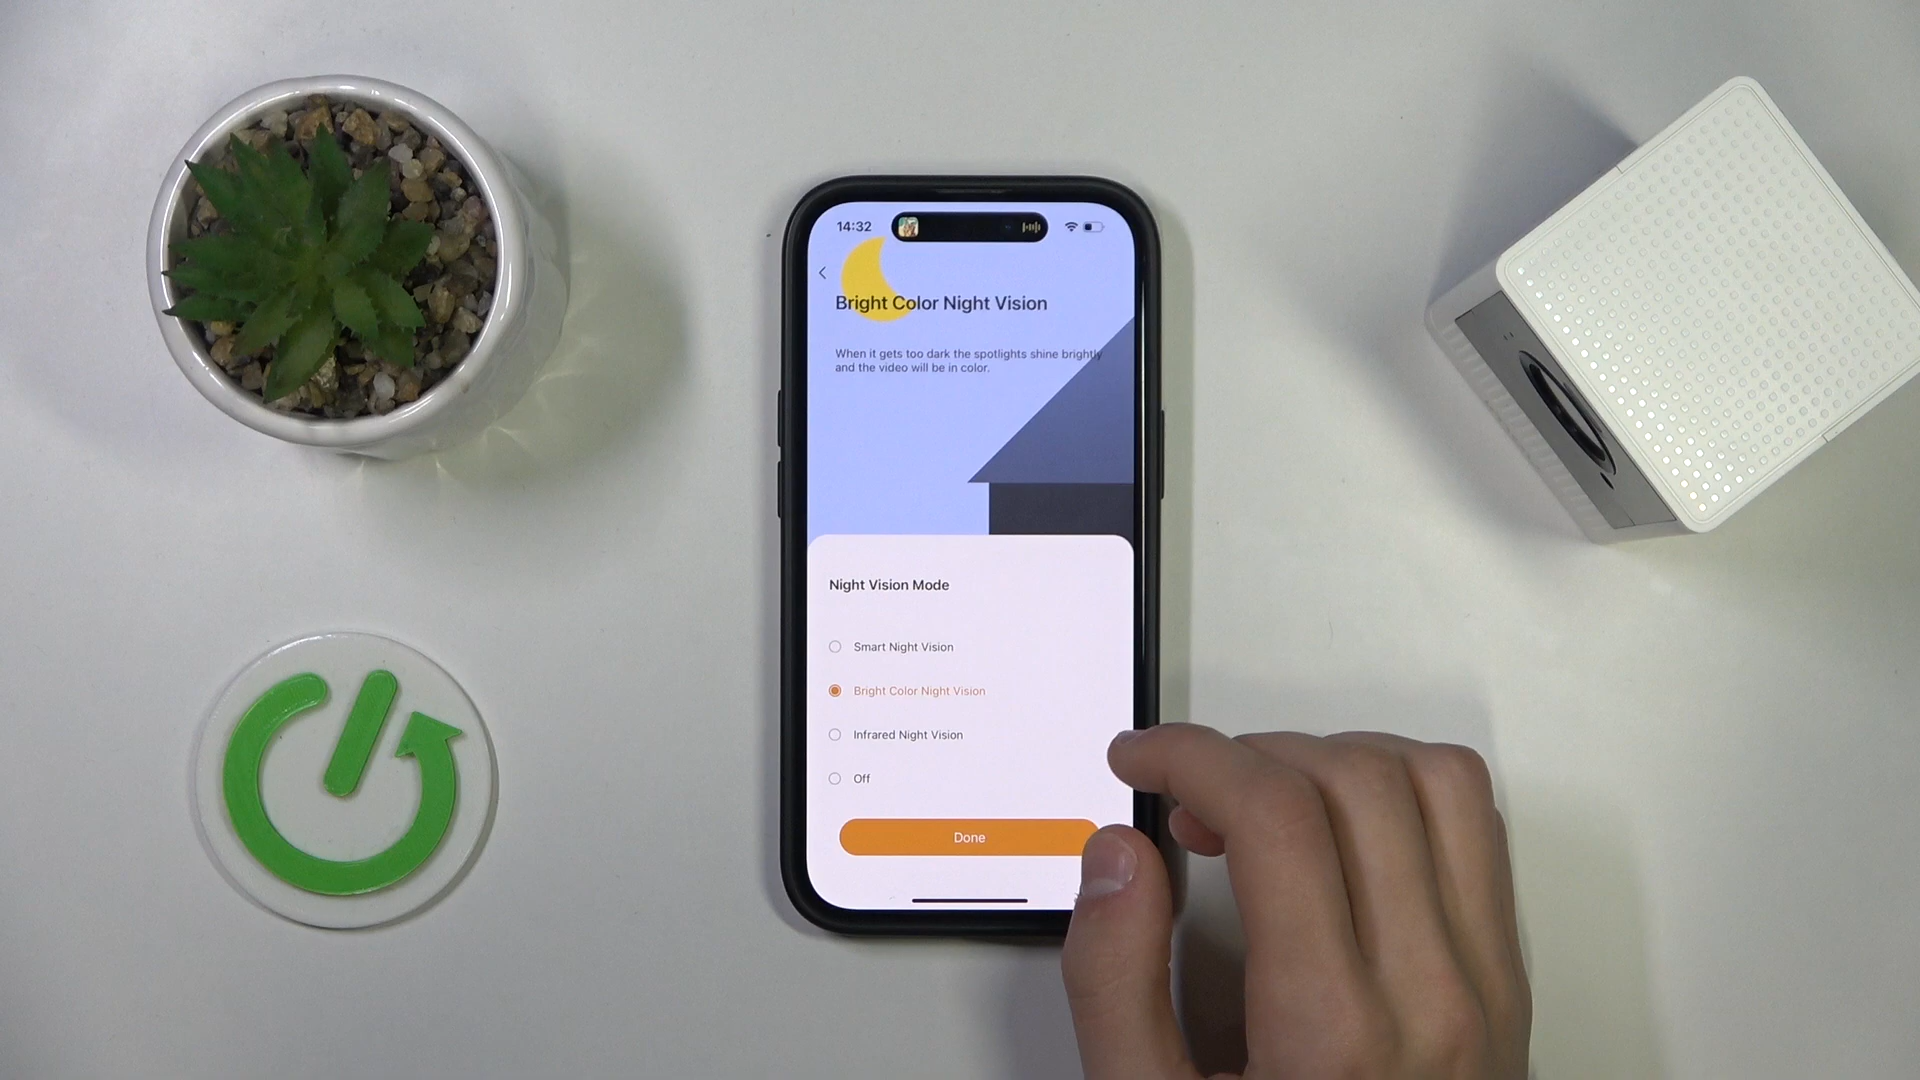 14:32
Bright Color Night Vision
When it gets too dark the spotlights shine brightly
and the video will be in color.
Night Vision Mode
Smart Night Vision
Bright Color Night Vision
Infrared Night Vision
Off
Done